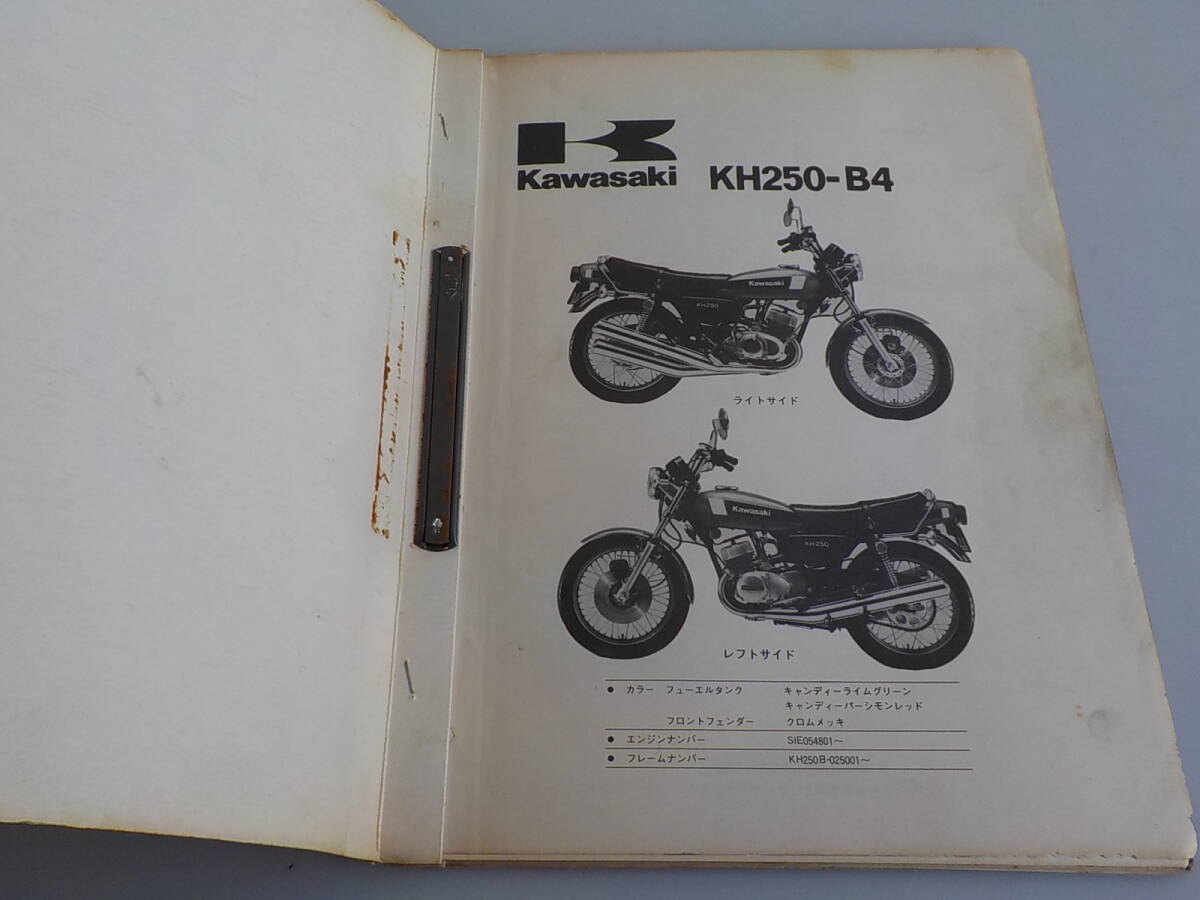 Kawasaki KH250-B4
Kawasaki
KH250
ライトサイド
Kawasaki
KH250
レフトサイド
● カラー フューエルタンク キャンディーライムグリーン
キャンディーパーシモンレッド
フロントフェンダー クロムメッキ
● エンジンナンバー SIE054801～
● フレームナンバー KH250B-025001～